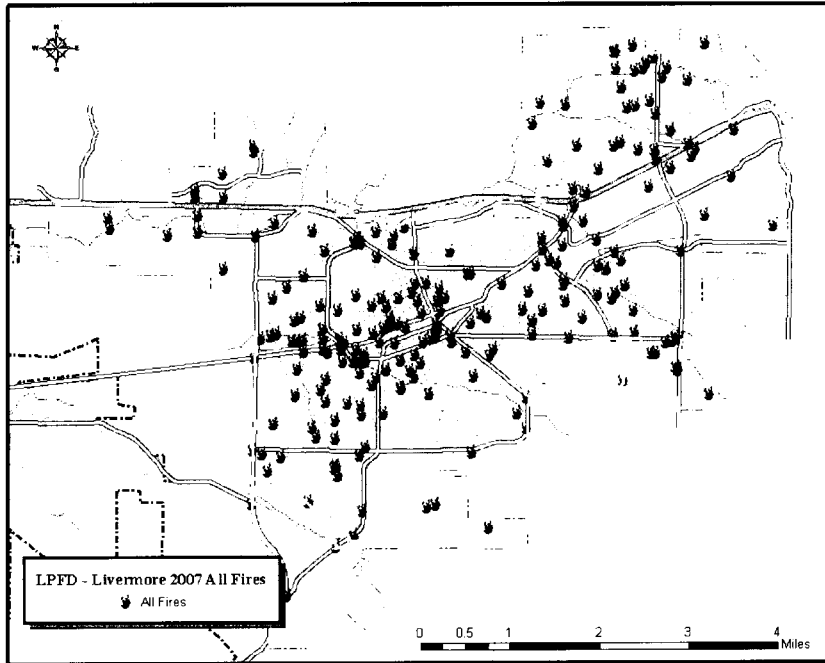 N
W E
S
LPFD - Livermore 2007 All Fires
All Fires
0 0.5 1 2 3 4
Miles